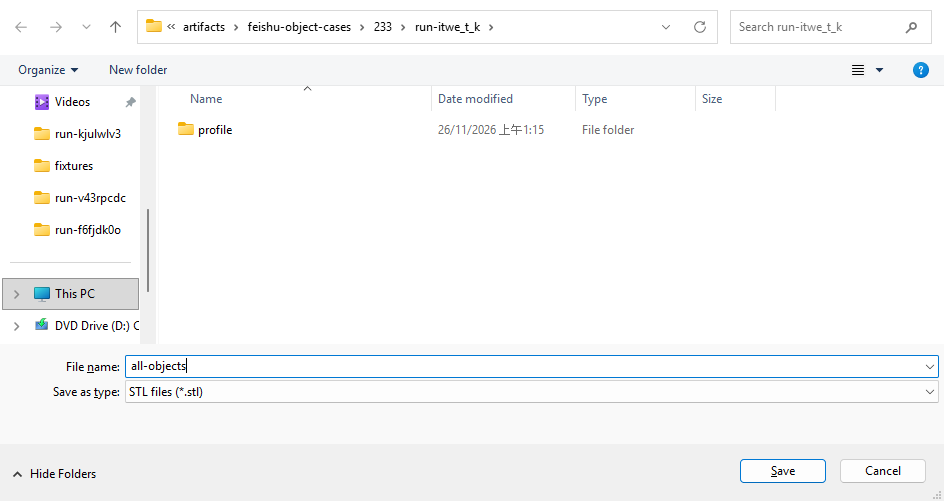 « artifacts > feishu-object-cases > 233 > run-itwe_t_k >
Search run-itwe_t_k
Organize
New folder
?
Name
Date modified
Type
Size
Videos
run-kjulwlv3
fixtures
run-v43rpcdc
run-f6fjdk0o
This PC
DVD Drive (D:) C
profile
26/11/2026 上午1:15
File folder
File name:
all-objects
Save as type:
STL files (*.stl)
Hide Folders
Save
Cancel